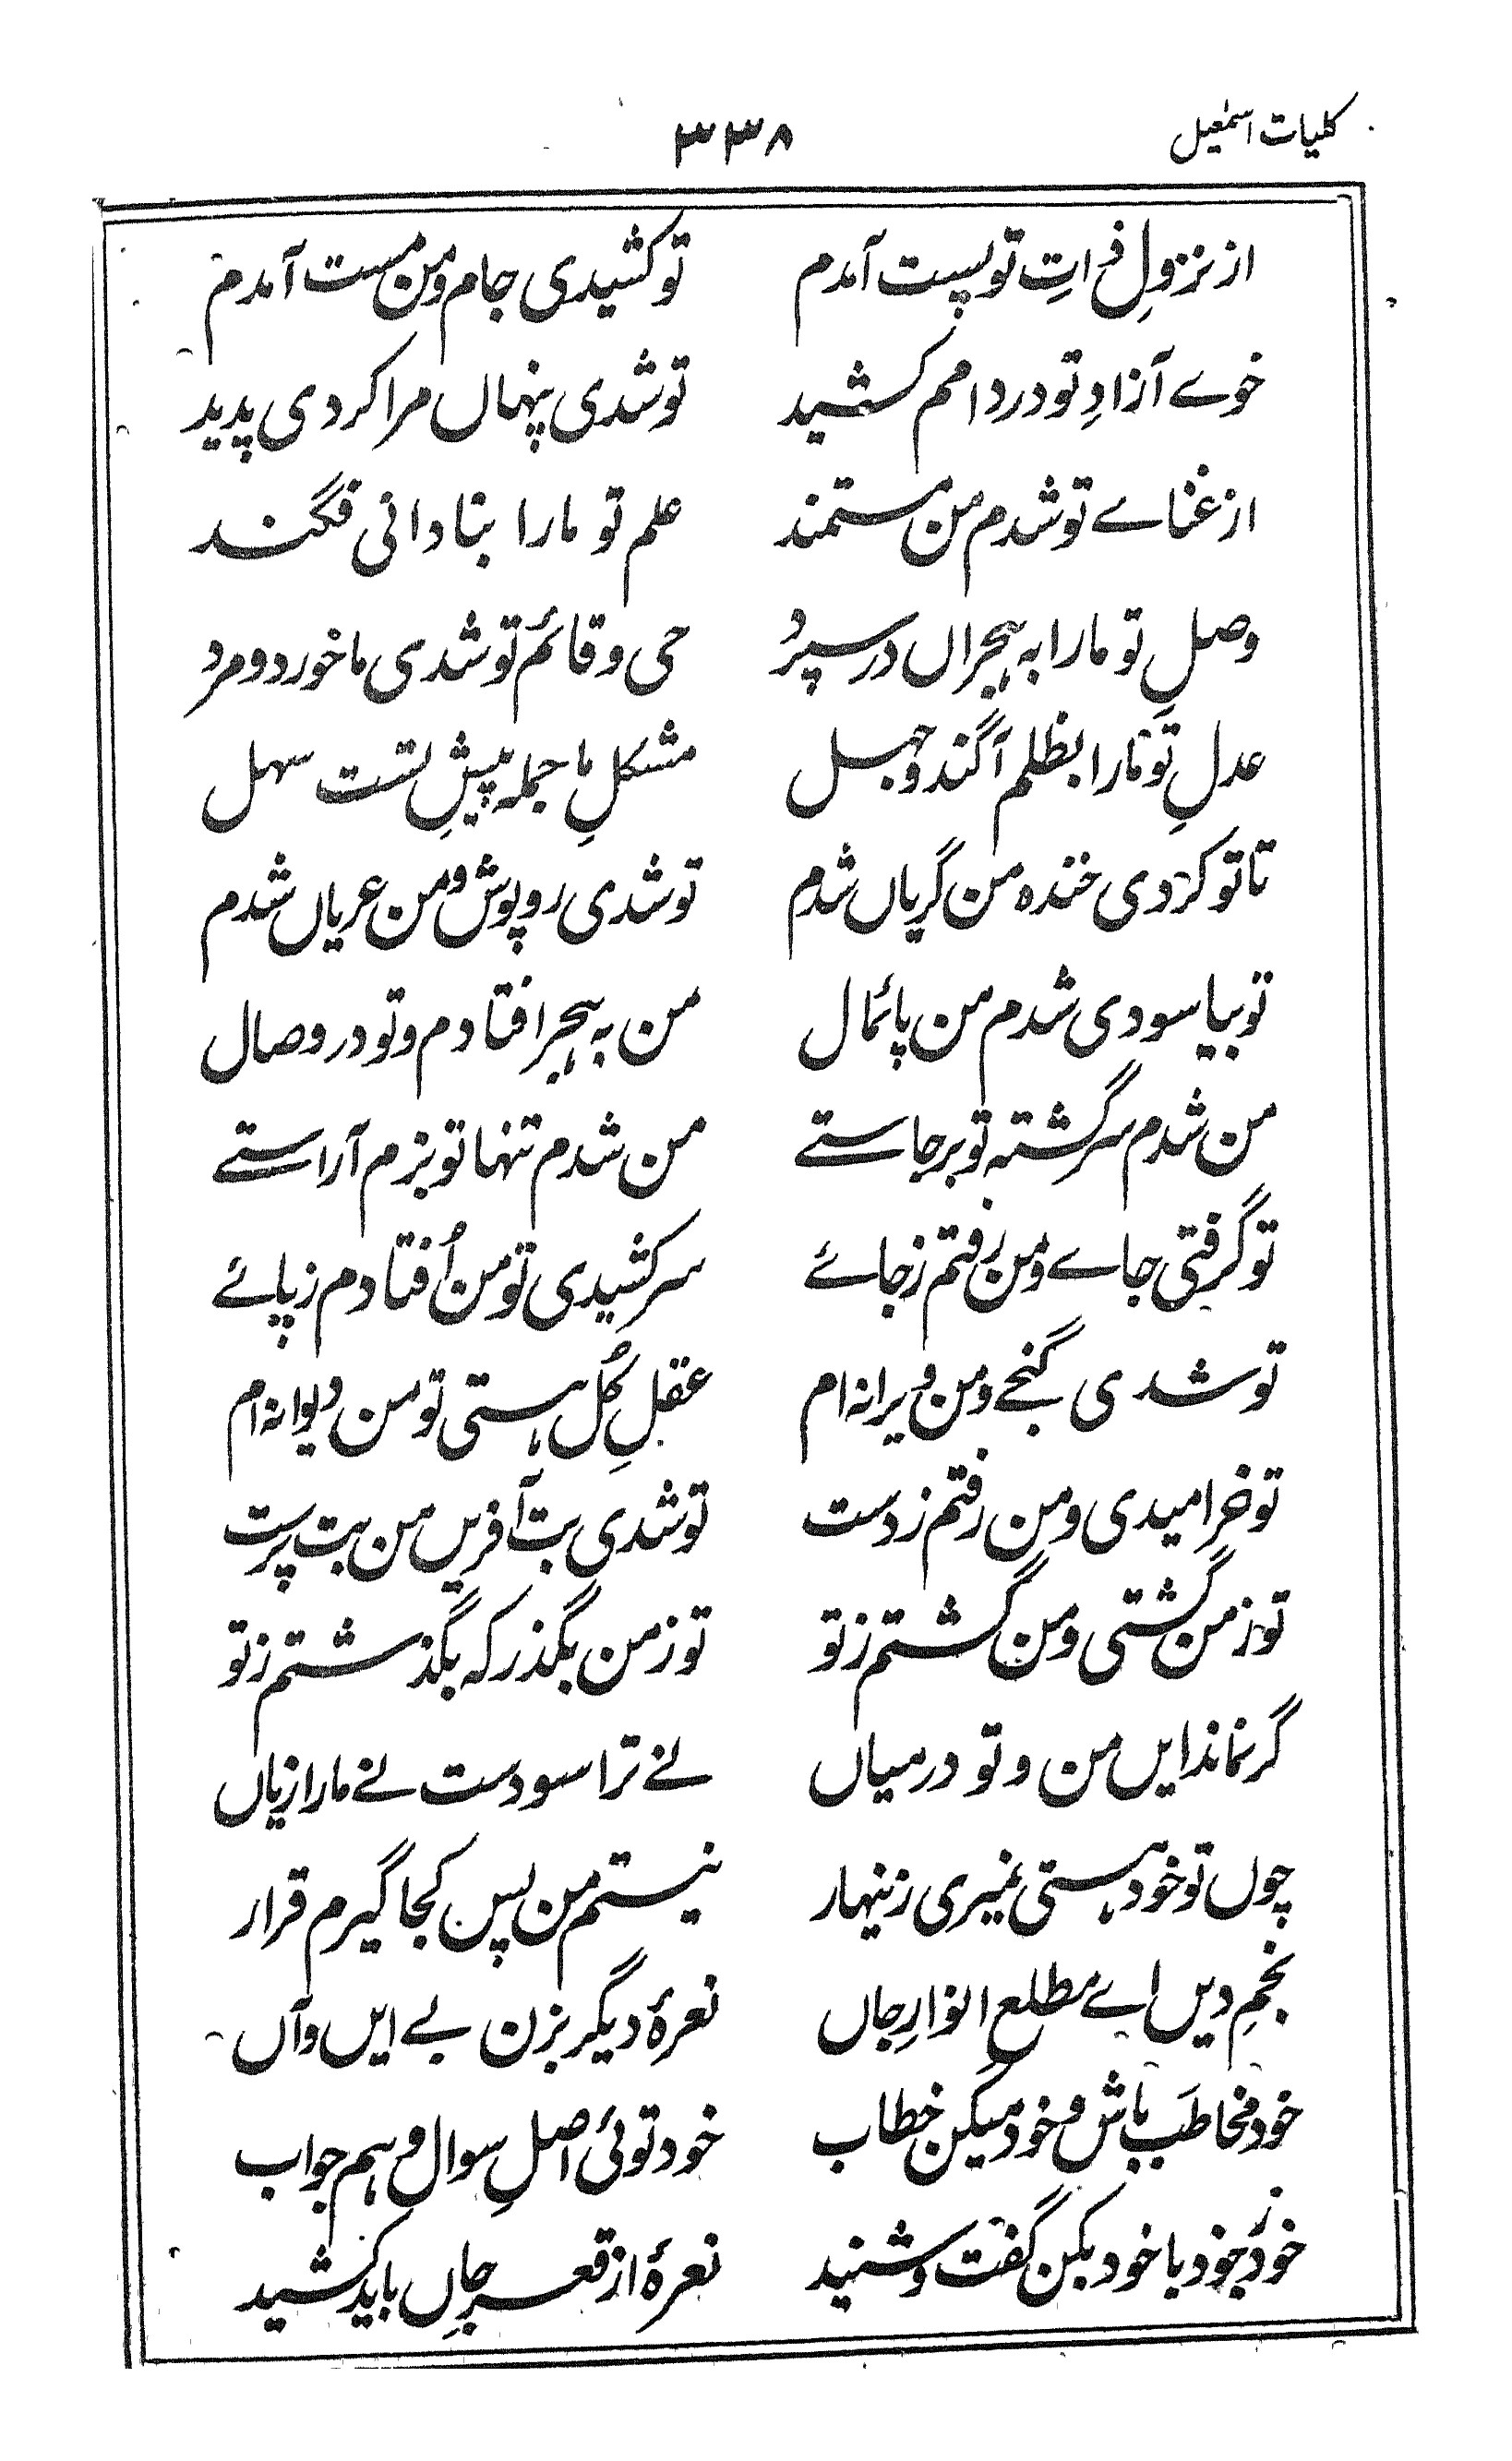 کلیات اسمٰعیل ۳۳۸
از نزولِ ذاتِ تو پست آمدم تو کشیدی جام و من مست آمدم
خوے آزادِ تو در دامم کشید تو شدی پنہاں مرا کردی پدید
از غناے تو شدم من مستمند علم تو مارا بنادانی فگند
وصلِ تو مارا بہ ہجراں در سپرد حی و قائم تو شدی ما خورد و مرد
عدلِ تو مارا بظلم آگند و جہل مشکلِ ما جملہ پیشِ تست سہل
تا تو کردی خندہ من گریاں شدم تو شدی روپوش و من عریاں شدم
تو بیاسودی شدم من پائمال من بہ ہجر افتادم و تو در وصال
من شدم سرگشتہ تو برجاستے من شدم تنہا تو بزم آراستے
تو گرفتی جاے و من رفتم زجائے سرکشیدی تو من اُفتادم زپائے
تو شدی گنجے و من ویرانہ ام عقلِ کُل ہستی تو من دیوانہ ام
تو خرامیدی و من رفتم زدست تو شدی بت آفریں من بت پرست
تو زمن گشتی و من گشتم زتو تو زمن بگذر کہ بگذشتم زتو
گر نماند ایں من و تو درمیاں نے ترا سودست نے مارا زیاں
چوں تو خود ہستی نمیری زینہار نیستم من پس کجا گیرم قرار
نجمِ دیں اے مطلع انوارِ جاں نعرۂ دیگر بزن بے ایں و آں
خود مخاطَب باش و خود میکن خطاب خود توئی اصلِ سوال و ہم جواب
خود بخود با خود بکن گفت و شنید نعرۂ از قعرِ جاں باید کشید